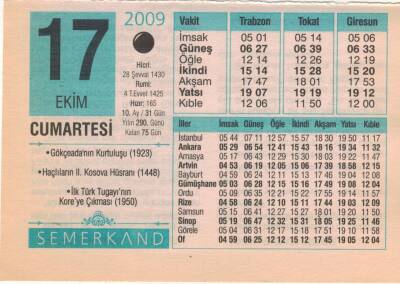 17
2009
Hicri:
28 Şevval 1430
Rumi:
4 T.Evvel 1425
Hızır: 165
10. Ay / 31 Gün
Yılın 290. Günü
Kalan 75 Gün
EKİM
CUMARTESİ
•Gökçeada'nın Kurtuluşu (1923)
•Haçlıların II. Kosova Hüsranı (1448)
•İlk Türk Tugayı'nın
Kore'ye Çıkması (1950)
SEMERKAND
Vakit Trabzon Tokat Giresun
İmsak 05 01 05 14 05 06
Güneş 06 27 06 39 06 33
Öğle 12 14 12 26 12 19
İkindi 15 14 15 28 15 20
Akşam 17 47 18 01 17 53
Yatsı 19 07 19 19 19 12
Kıble 12 06 11 50 12 00
İller İmsak Güneş Öğle İkindi Akşam Yatsı Kıble
İstanbul 05 44 07 11 12 57 15 57 18 30 19 50 11 17
Ankara 05 29 06 54 12 41 15 43 18 16 19 34 11 32
Amasya 05 17 06 43 12 29 15 30 18 03 19 22 11 47
Artvin 04 53 06 19 12 05 15 06 17 39 18 58 12 15
Bayburt 04 59 06 24 12 11 15 13 17 46 19 04 12 08
Gümüşhane 05 03 06 28 12 15 15 17 17 49 19 08 12 04
Ordu 05 09 06 35 12 21 15 22 17 55 19 14 11 56
Rize 04 58 06 24 12 10 15 11 17 44 19 03 12 10
Samsun 05 15 06 41 12 27 15 27 18 01 19 20 11 50
Sinop 05 19 06 47 12 32 15 31 18 05 19 25 11 46
Görele 05 04 06 31 12 17 15 18 17 51 19 10 12 01
Of 04 59 06 25 12 12 15 12 17 45 19 05 12 04